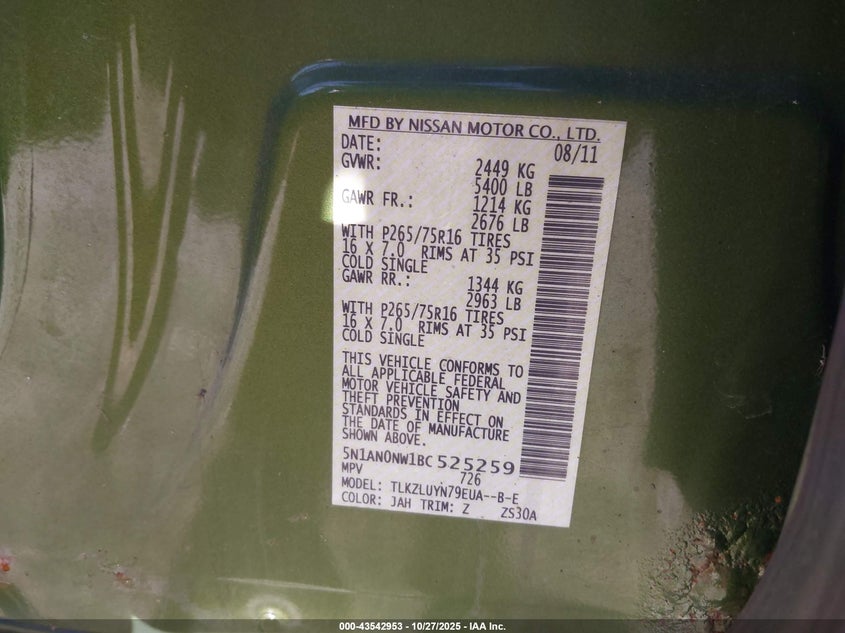 MFD BY NISSAN MOTOR CO., LTD.
DATE: 08/11
GVWR: 2449 KG
5400 LB
GAWR FR.: 1214 KG
2676 LB
WITH P265/75R16 TIRES
16 X 7.0 RIMS AT 35 PSI
COLD SINGLE
GAWR RR.: 1344 KG
2963 LB
WITH P265/75R16 TIRES
16 X 7.0 RIMS AT 35 PSI
COLD SINGLE
THIS VEHICLE CONFORMS TO
ALL APPLICABLE FEDERAL
MOTOR VEHICLE SAFETY AND
THEFT PREVENTION
STANDARDS IN EFFECT ON
THE DATE OF MANUFACTURE
SHOWN ABOVE.
5N1AN0NW1BC 525259
MPV 726
MODEL: TLKZLUYN79EUA--B-E
COLOR: JAH TRIM: Z ZS30A
000-43542953 - 10/27/2025 - IAA Inc.